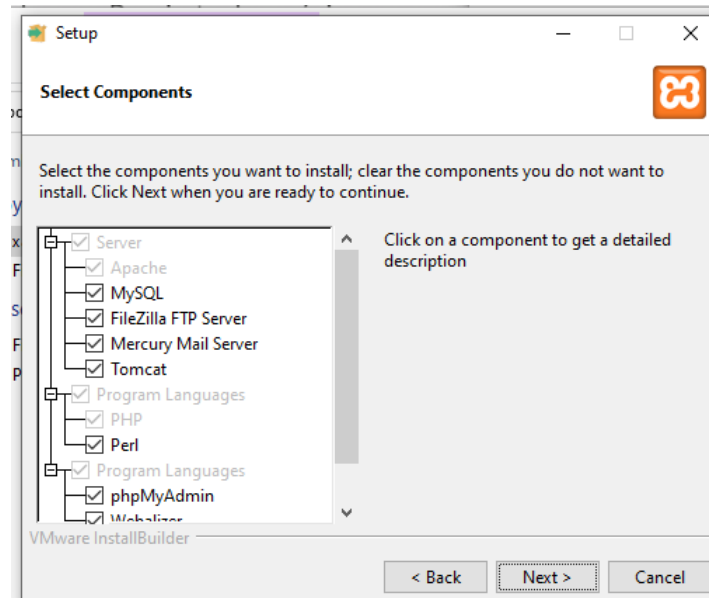 Setup
Select Components
Select the components you want to install; clear the components you do not want to
install. Click Next when you are ready to continue.
Server
Apache
MySQL
FileZilla FTP Server
Mercury Mail Server
Tomcat
Program Languages
PHP
Perl
Program Languages
phpMyAdmin
Webalizer
Click on a component to get a detailed
description
VMware InstallBuilder
< Back
Next >
Cancel